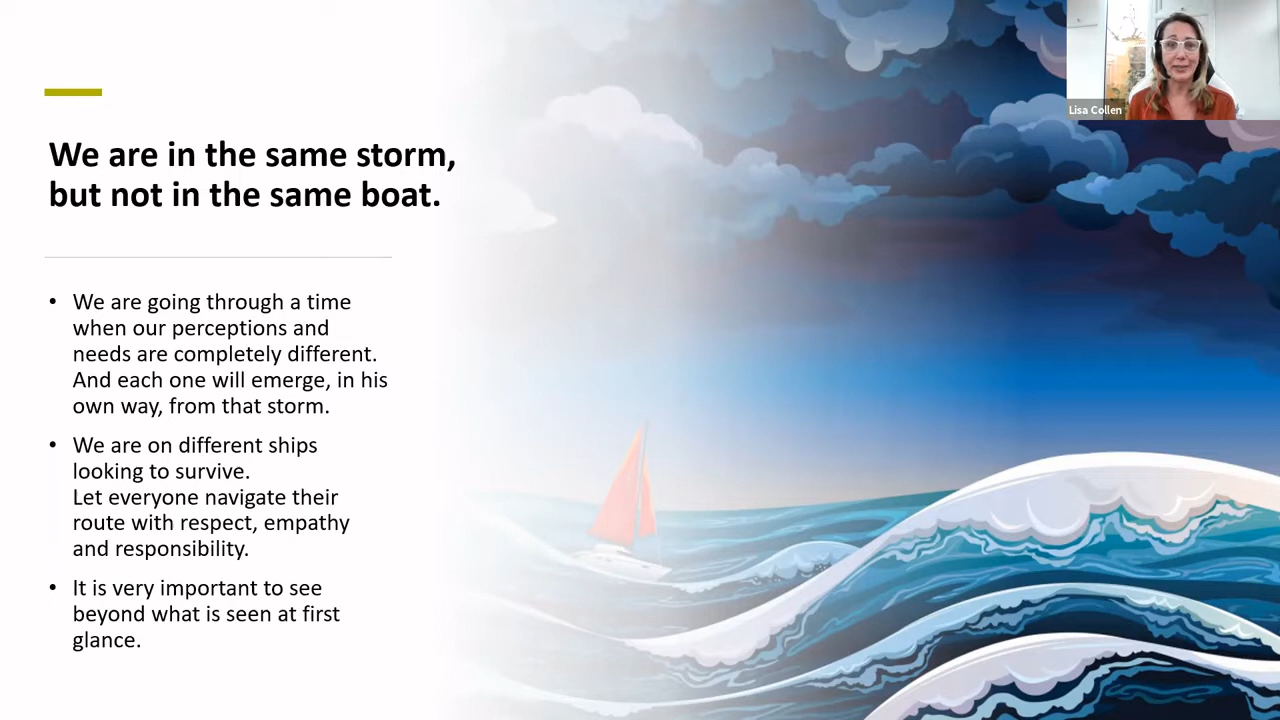 Lisa Collen
We are in the same storm,
but not in the same boat.
• We are going through a time
when our perceptions and
needs are completely different.
And each one will emerge, in his
own way, from that storm.
• We are on different ships
looking to survive.
Let everyone navigate their
route with respect, empathy
and responsibility.
• It is very important to see
beyond what is seen at first
glance.